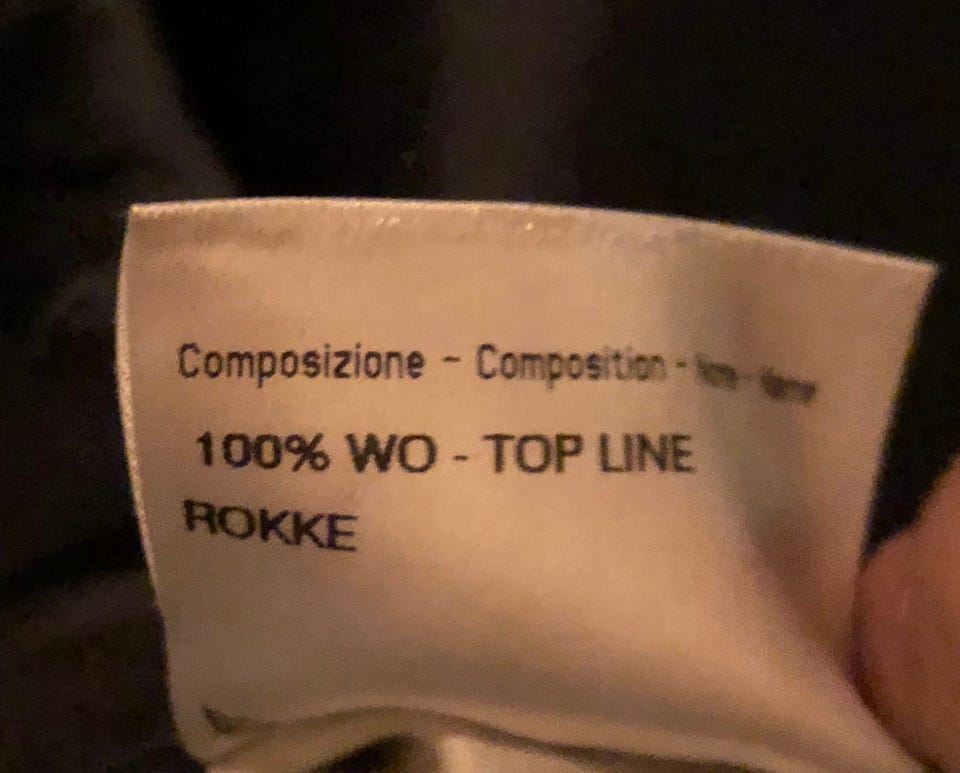 Composizione - Composition -
100% WO - TOP LINE
ROKKE